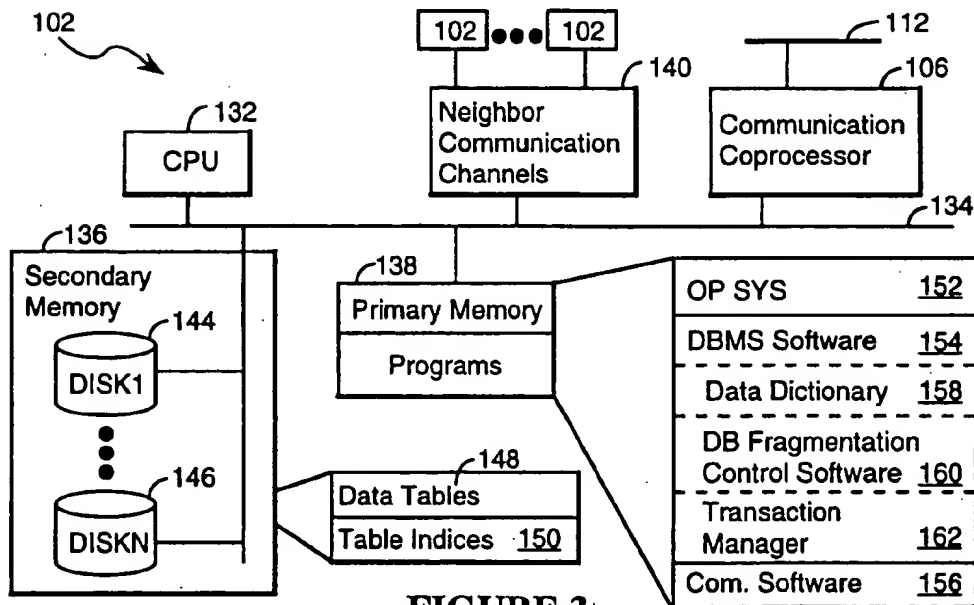 102
102 ●●● 102
112
140
106
132
CPU
Neighbor
Communication
Channels
Communication
Coprocessor
134
136
Secondary
Memory
144
DISK1
146
DISKN
138
Primary Memory
Programs
148
Data Tables
Table Indices 150
OP SYS 152
DBMS Software 154
Data Dictionary 158
DB Fragmentation
Control Software 160
Transaction
Manager 162
Com. Software 156
FIGURE 3